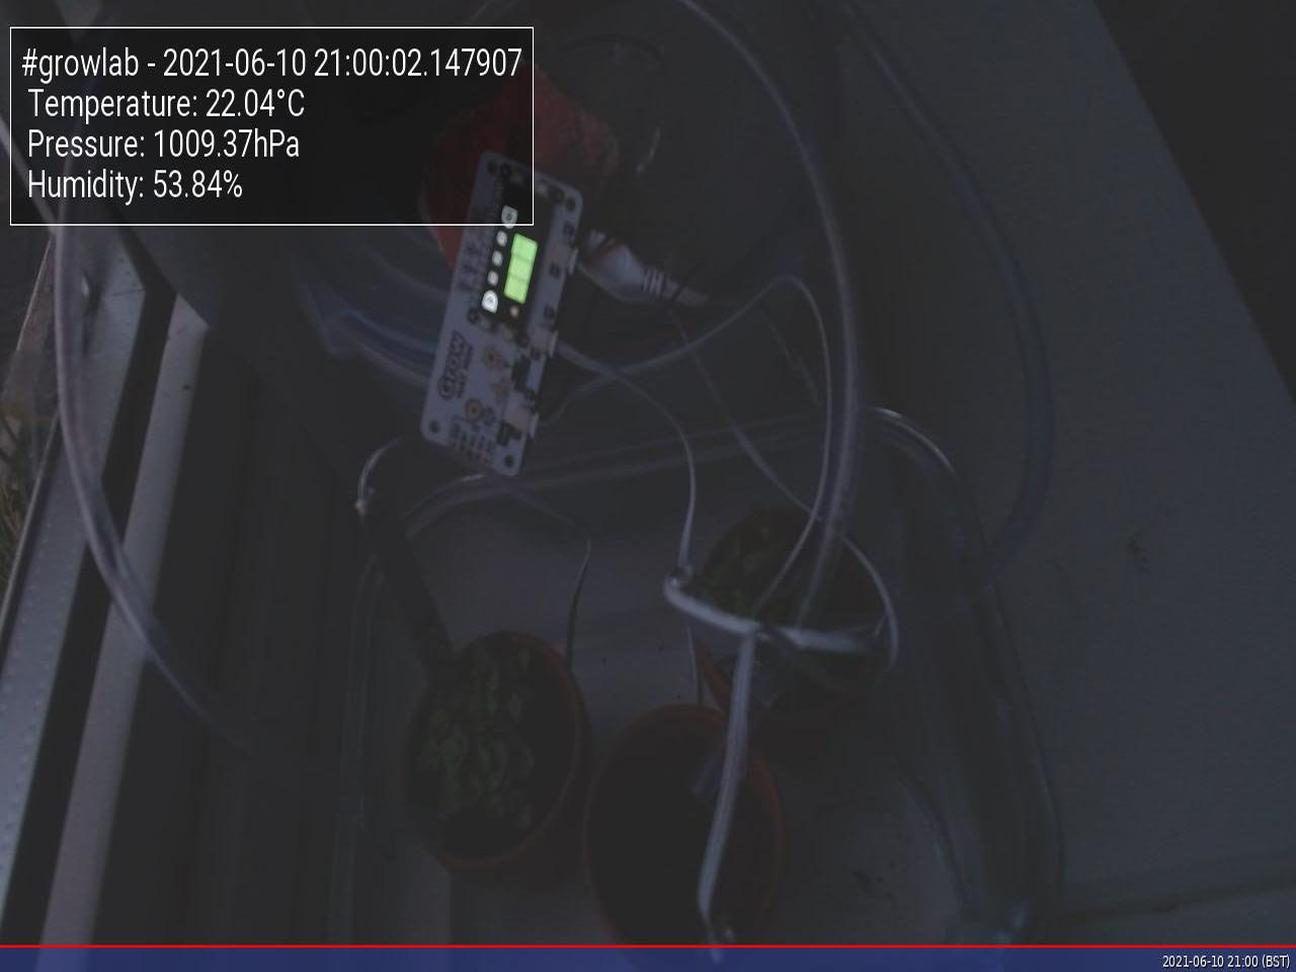 #growlab - 2021-06-10 21:00:02.147907
Temperature: 22.04°C
Pressure: 1009.37hPa
Humidity: 53.84%
GROW
2021-06-10 21:00 (BST)